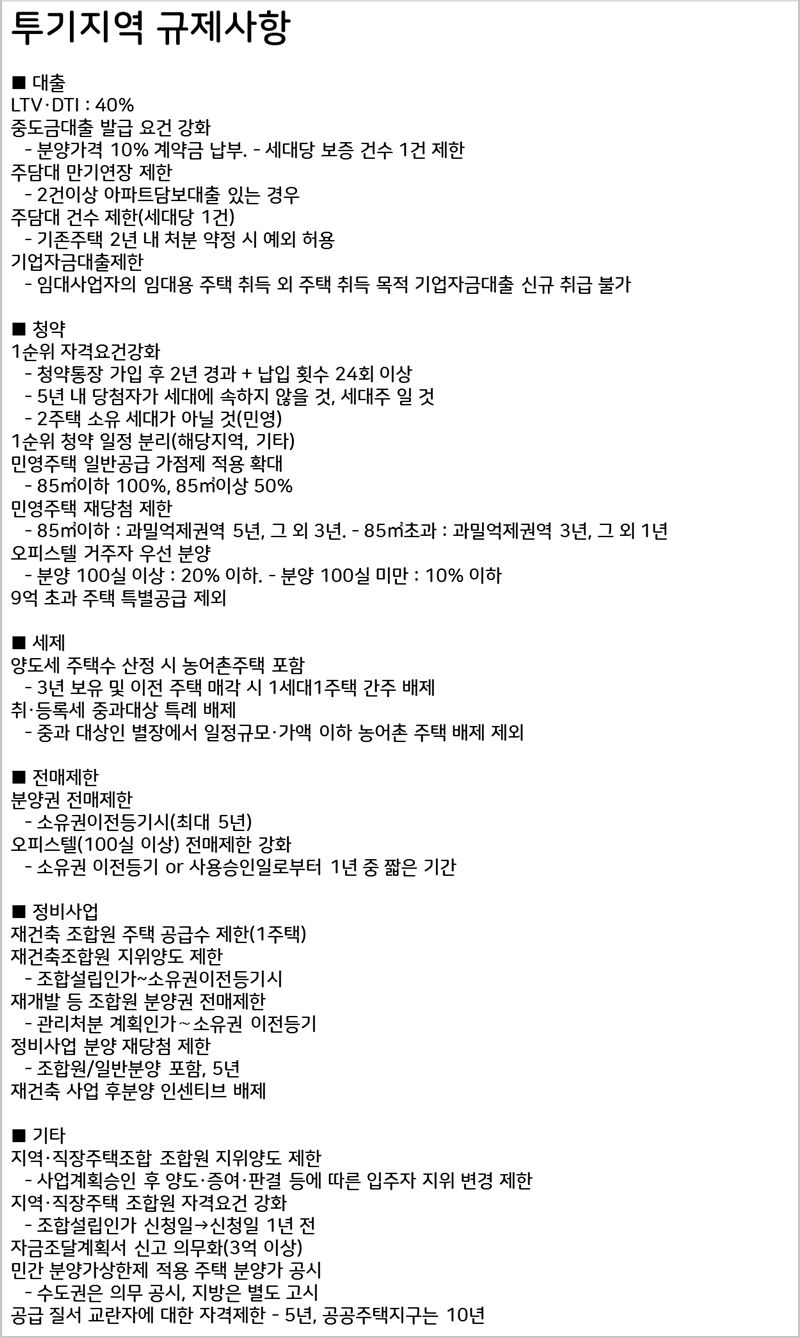 투기지역 규제사항
■ 대출
LTV·DTI : 40%
중도금대출 발급 요건 강화
- 분양가격 10% 계약금 납부. - 세대당 보증 건수 1건 제한
주담대 만기연장 제한
- 2건이상 아파트담보대출 있는 경우
주담대 건수 제한(세대당 1건)
- 기존주택 2년 내 처분 약정 시 예외 허용
기업자금대출제한
- 임대사업자의 임대용 주택 취득 외 주택 취득 목적 기업자금대출 신규 취급 불가
■ 청약
1순위 자격요건강화
- 청약통장 가입 후 2년 경과 + 납입 횟수 24회 이상
- 5년 내 당첨자가 세대에 속하지 않을 것, 세대주 일 것
- 2주택 소유 세대가 아닐 것(민영)
1순위 청약 일정 분리(해당지역, 기타)
민영주택 일반공급 가점제 적용 확대
- 85㎡이하 100%, 85㎡이상 50%
민영주택 재당첨 제한
- 85㎡이하 : 과밀억제권역 5년, 그 외 3년. - 85㎡초과 : 과밀억제권역 3년, 그 외 1년
오피스텔 거주자 우선 분양
- 분양 100실 이상 : 20% 이하. - 분양 100실 미만 : 10% 이하
9억 초과 주택 특별공급 제외
■ 세제
양도세 주택수 산정 시 농어촌주택 포함
- 3년 보유 및 이전 주택 매각 시 1세대1주택 간주 배제
취·등록세 중과대상 특례 배제
- 중과 대상인 별장에서 일정규모·가액 이하 농어촌 주택 배제 제외
■ 전매제한
분양권 전매제한
- 소유권이전등기시(최대 5년)
오피스텔(100실 이상) 전매제한 강화
- 소유권 이전등기 or 사용승인일로부터 1년 중 짧은 기간
■ 정비사업
재건축 조합원 주택 공급수 제한(1주택)
재건축조합원 지위양도 제한
- 조합설립인가~소유권이전등기시
재개발 등 조합원 분양권 전매제한
- 관리처분 계획인가~소유권 이전등기
정비사업 분양 재당첨 제한
- 조합원/일반분양 포함, 5년
재건축 사업 후분양 인센티브 배제
■ 기타
지역·직장주택조합 조합원 지위양도 제한
- 사업계획승인 후 양도·증여·판결 등에 따른 입주자 지위 변경 제한
지역·직장주택 조합원 자격요건 강화
- 조합설립인가 신청일→신청일 1년 전
자금조달계획서 신고 의무화(3억 이상)
민간 분양가상한제 적용 주택 분양가 공시
- 수도권은 의무 공시, 지방은 별도 고시
공급 질서 교란자에 대한 자격제한 - 5년, 공공주택지구는 10년